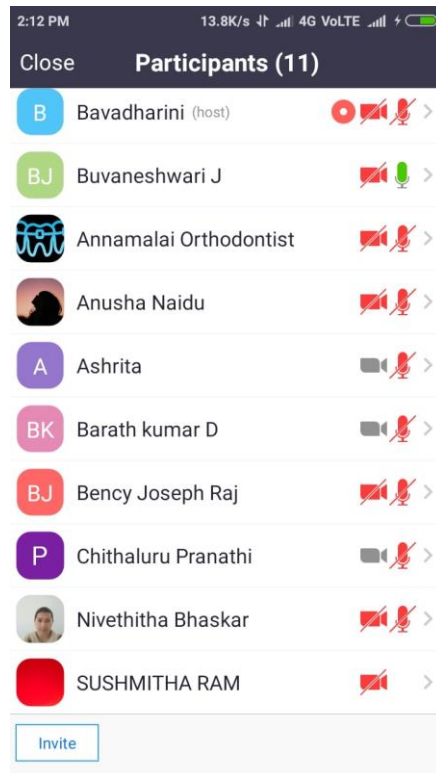 2:12 PM 13.8K/s 4G VoLTE
Close Participants (11)
B Bavadharini (host)
BJ Buvaneshwari J
Annamalai Orthodontist
Anusha Naidu
A Ashrita
BK Barath kumar D
BJ Bency Joseph Raj
P Chithaluru Pranathi
Nivethitha Bhaskar
SUSHMITHA RAM
Invite